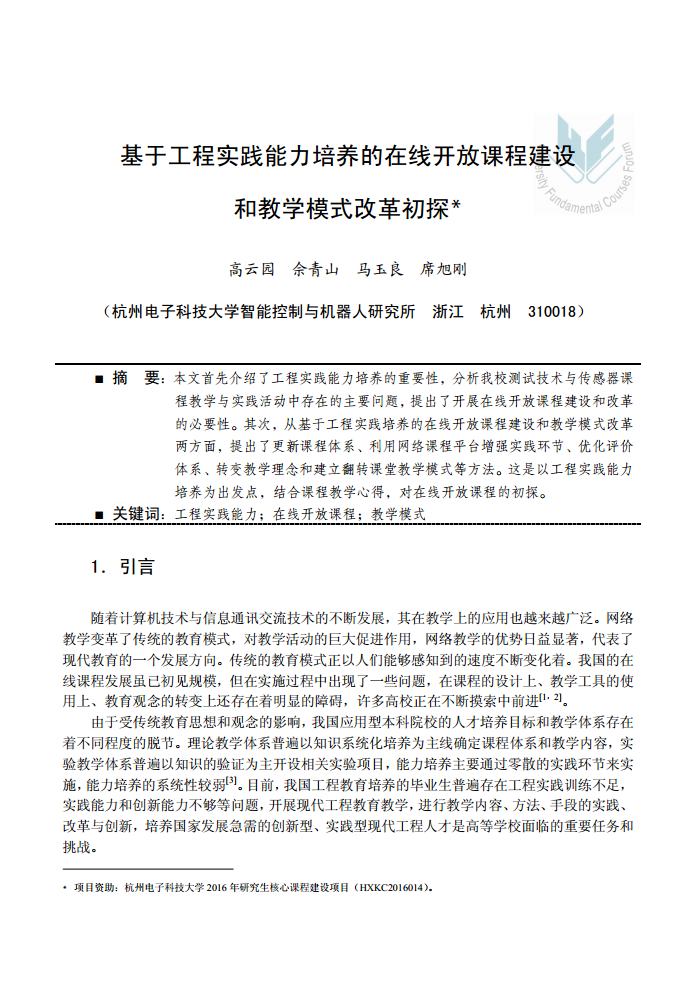 基于工程实践能力培养的在线开放课程建设
和教学模式改革初探*
ersity Fundamental Courses Forum
高云园 佘青山 马玉良 席旭刚
（杭州电子科技大学智能控制与机器人研究所 浙江 杭州 310018）
■ 摘 要：本文首先介绍了工程实践能力培养的重要性，分析我校测试技术与传感器课
程教学与实践活动中存在的主要问题，提出了开展在线开放课程建设和改革
的必要性。其次，从基于工程实践培养的在线开放课程建设和教学模式改革
两方面，提出了更新课程体系、利用网络课程平台增强实践环节、优化评价
体系、转变教学理念和建立翻转课堂教学模式等方法。这是以工程实践能力
培养为出发点，结合课程教学心得，对在线开放课程的初探。
■ 关键词：工程实践能力；在线开放课程；教学模式
1．引言
随着计算机技术与信息通讯交流技术的不断发展，其在教学上的应用也越来越广泛。网络
教学变革了传统的教育模式，对教学活动的巨大促进作用，网络教学的优势日益显著，代表了
现代教育的一个发展方向。传统的教育模式正以人们能够感知到的速度不断变化着。我国的在
线课程发展虽已初见规模，但在实施过程中出现了一些问题，在课程的设计上、教学工具的使
用上、教育观念的转变上还存在着明显的障碍，许多高校正在不断摸索中前进[1, 2]。
由于受传统教育思想和观念的影响，我国应用型本科院校的人才培养目标和教学体系存在
着不同程度的脱节。理论教学体系普遍以知识系统化培养为主线确定课程体系和教学内容，实
验教学体系普遍以知识的验证为主开设相关实验项目，能力培养主要通过零散的实践环节来实
施，能力培养的系统性较弱[3]。目前，我国工程教育培养的毕业生普遍存在工程实践训练不足，
实践能力和创新能力不够等问题，开展现代工程教育教学，进行教学内容、方法、手段的实践、
改革与创新，培养国家发展急需的创新型、实践型现代工程人才是高等学校面临的重要任务和
挑战。
* 项目资助：杭州电子科技大学 2016 年研究生核心课程建设项目（HXKC2016014）。